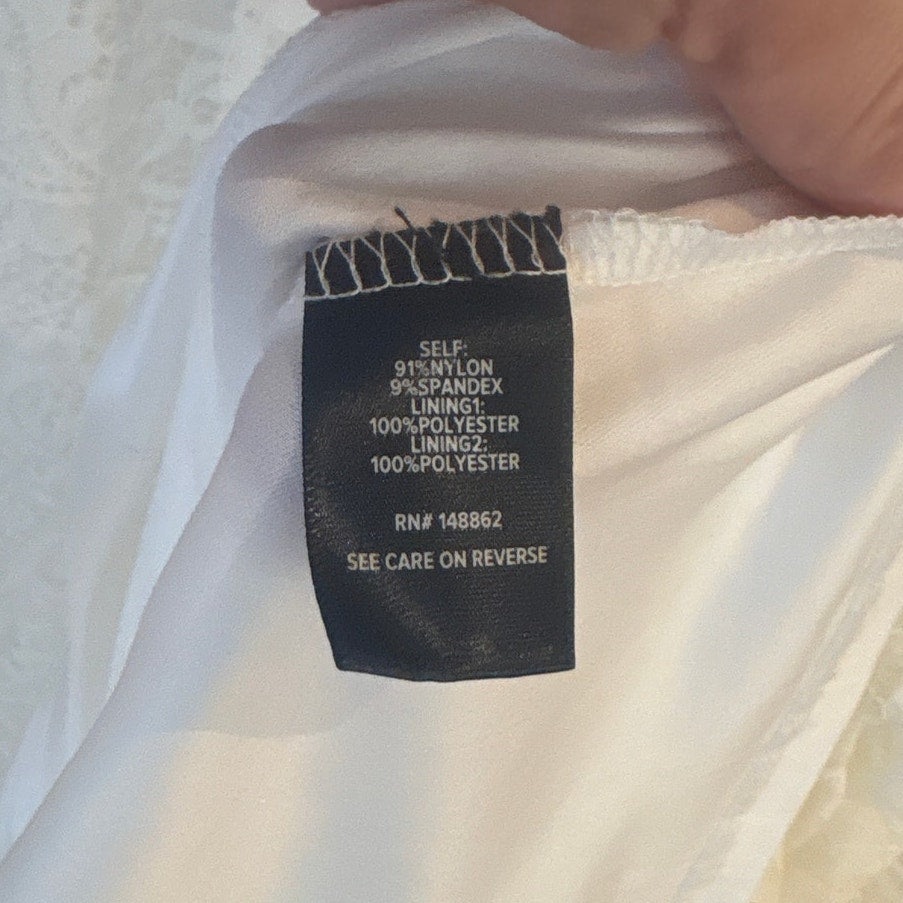 SELF:
91%NYLON
9%SPANDEX
LINING1:
100%POLYESTER
LINING2:
100%POLYESTER
RN# 148862
SEE CARE ON REVERSE